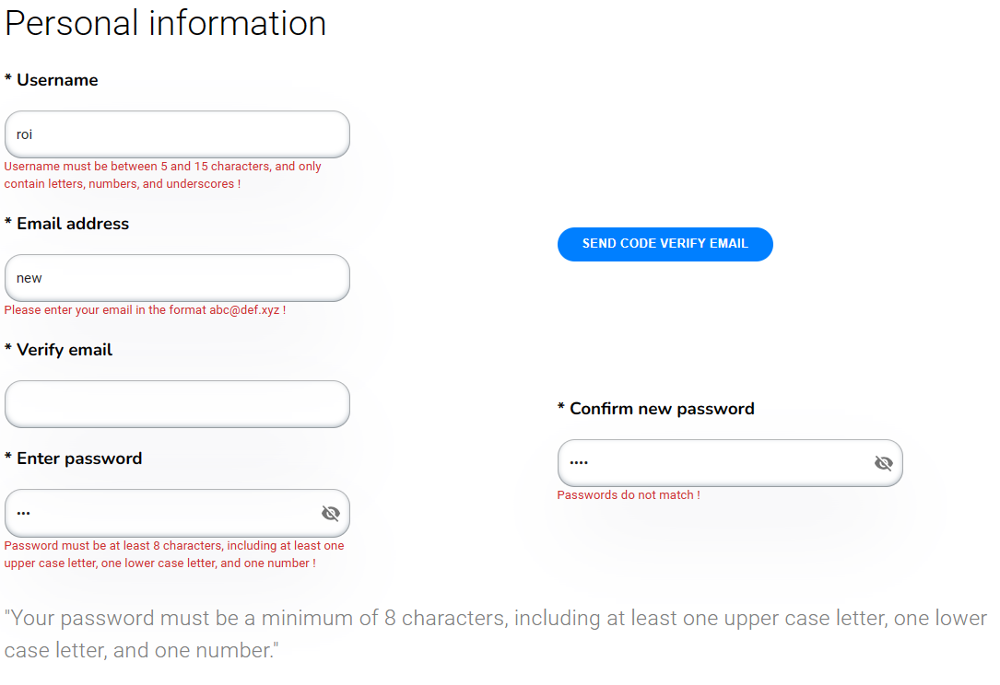 Personal information
* Username
roi
Username must be between 5 and 15 characters, and only
contain letters, numbers, and underscores !
* Email address
new
Please enter your email in the format abc@def.xyz !
SEND CODE VERIFY EMAIL
* Verify email
* Enter password
•••
Password must be at least 8 characters, including at least one
upper case letter, one lower case letter, and one number !
* Confirm new password
••••
Passwords do not match !
"Your password must be a minimum of 8 characters, including at least one upper case letter, one lower
case letter, and one number."